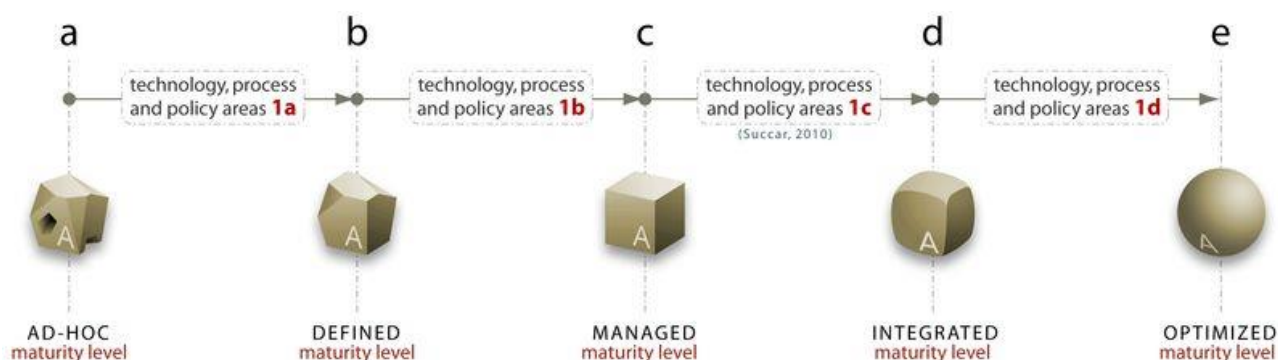 a
b
c
d
e
technology, process
and policy areas 1a
technology, process
and policy areas 1b
technology, process
and policy areas 1c
(Succar, 2010)
technology, process
and policy areas 1d
A
A
A
A
A
AD-HOC
maturity level
DEFINED
maturity level
MANAGED
maturity level
INTEGRATED
maturity level
OPTIMIZED
maturity level